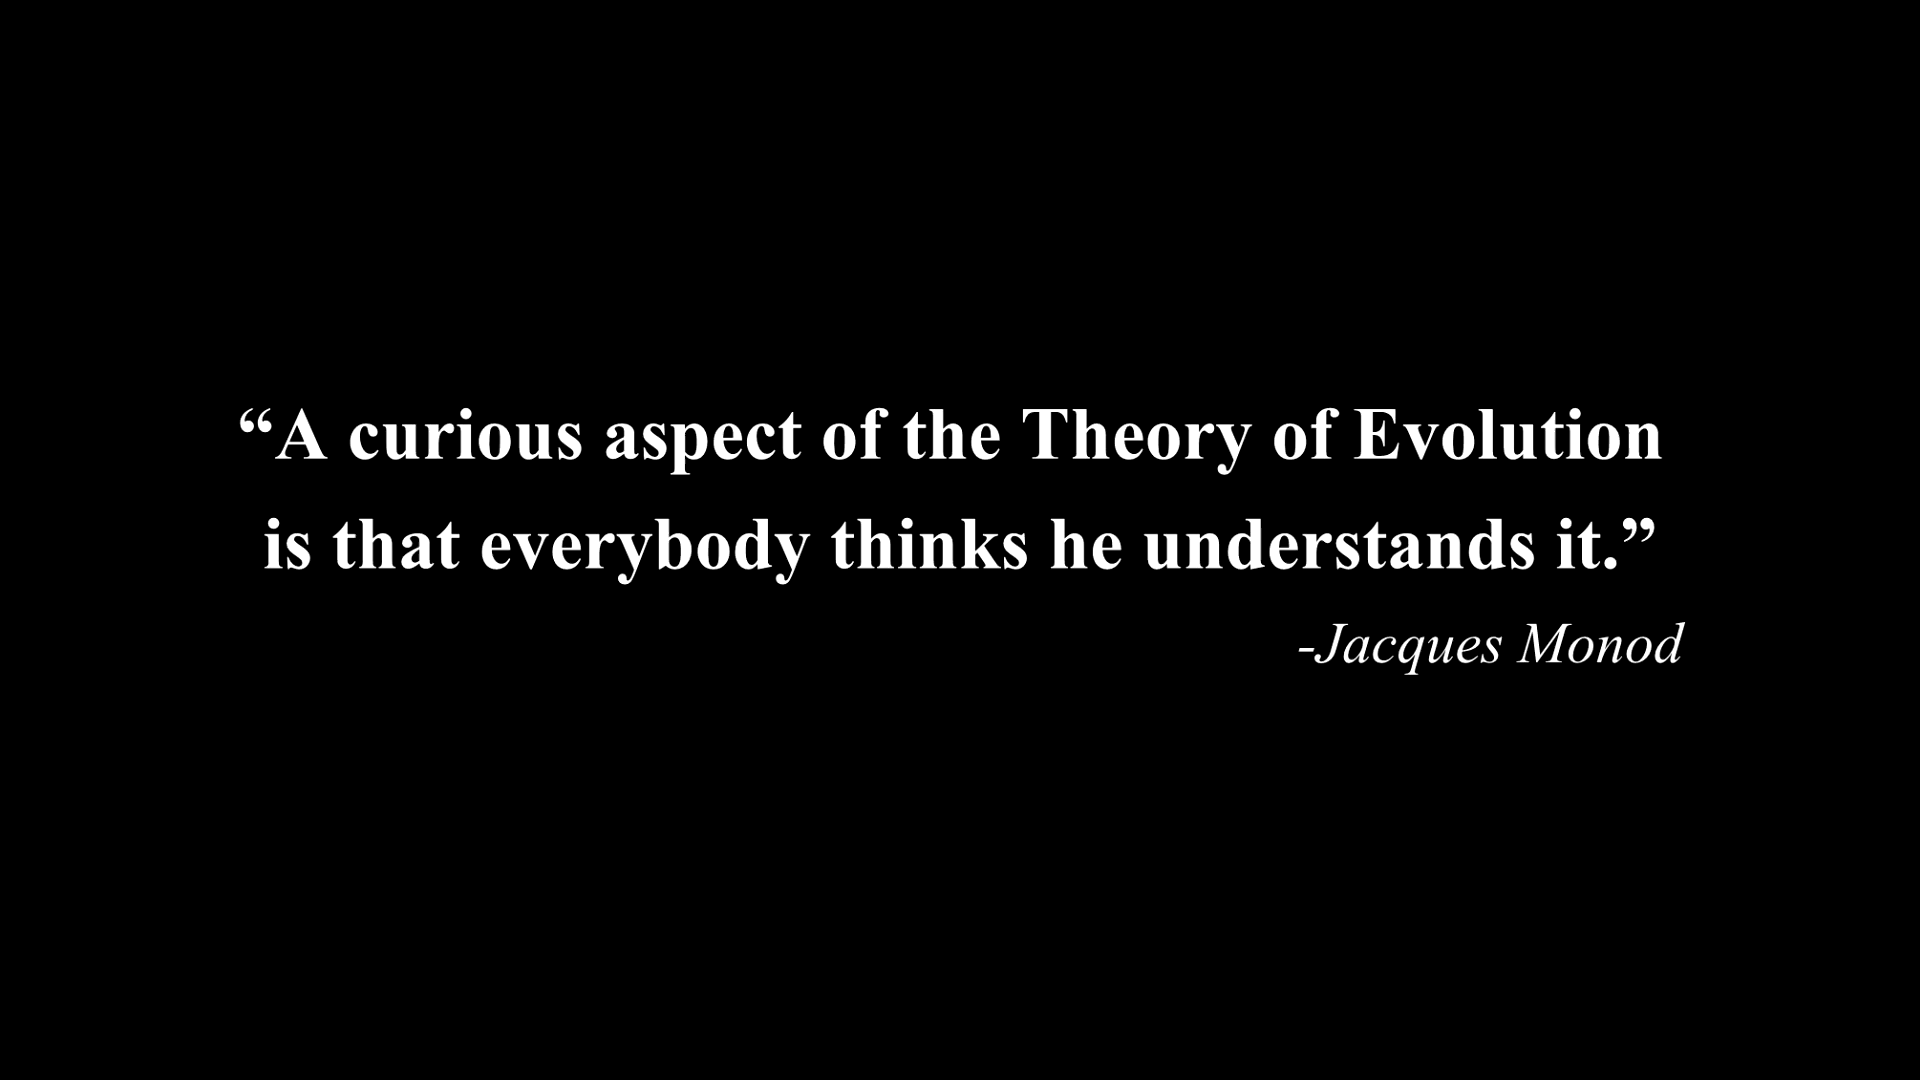 “A curious aspect of the Theory of Evolution
is that everybody thinks he understands it.”
-Jacques Monod